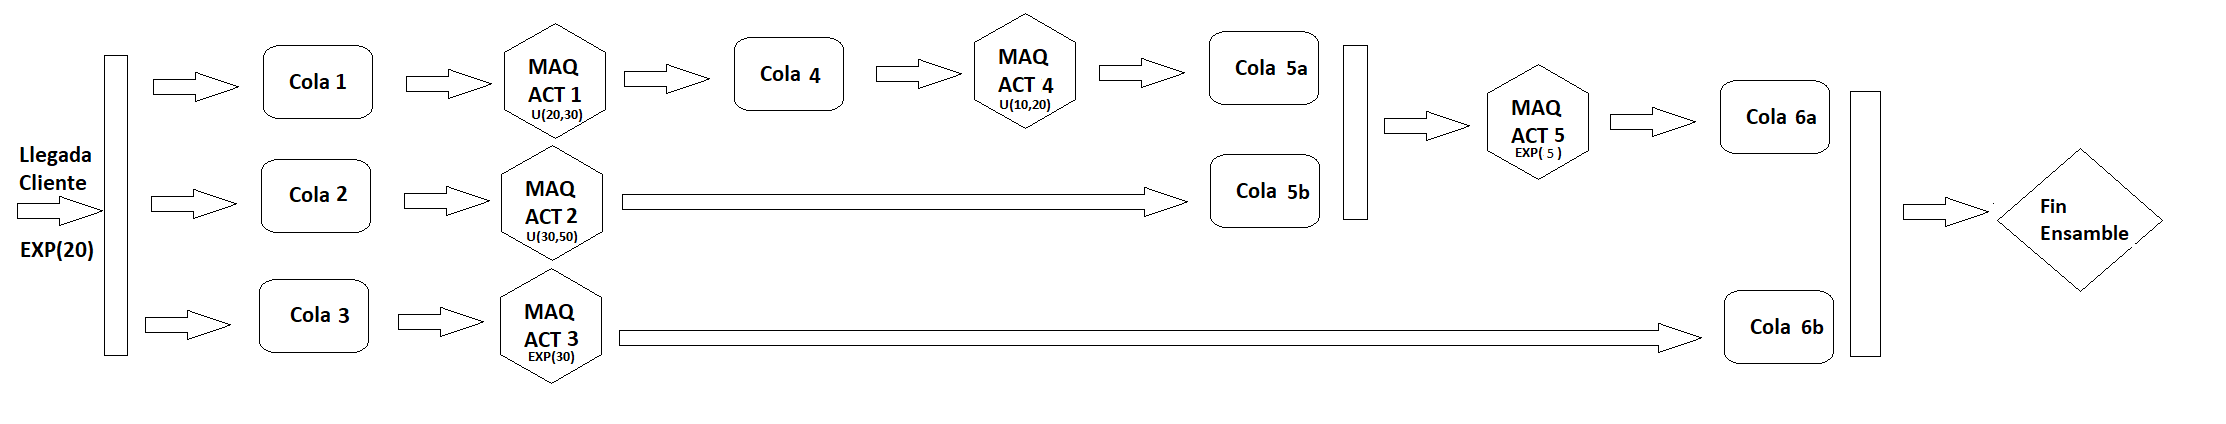 Llegada
Cliente
EXP(20)
Cola 1
MAQ
ACT 1
U(20,30)
Cola 4
MAQ
ACT 4
U(10,20)
Cola 5a
Cola 2
MAQ
ACT 2
U(30,50)
Cola 5b
MAQ
ACT 5
EXP( 5 )
Cola 6a
Cola 3
MAQ
ACT 3
EXP(30)
Cola 6b
Fin
Ensamble